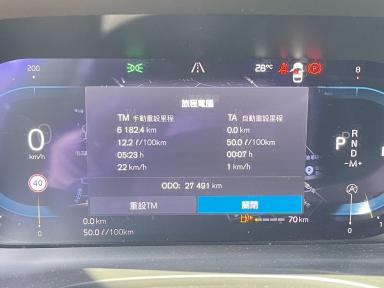 200
28°C
8
旅程電腦
TM 手動重設里程
TA 自動重設里程
6 182.4 km
0.0 km
12.2 ℓ/100km
50.0 ℓ/100km
05:23 h
00:07 h
22 km/h
1 km/h
ODO: 27 491 km
重設TM
關閉
0
km/h
40
P
R
N
D
-M+
0.0 km
50.0 ℓ/100km
70 km
0